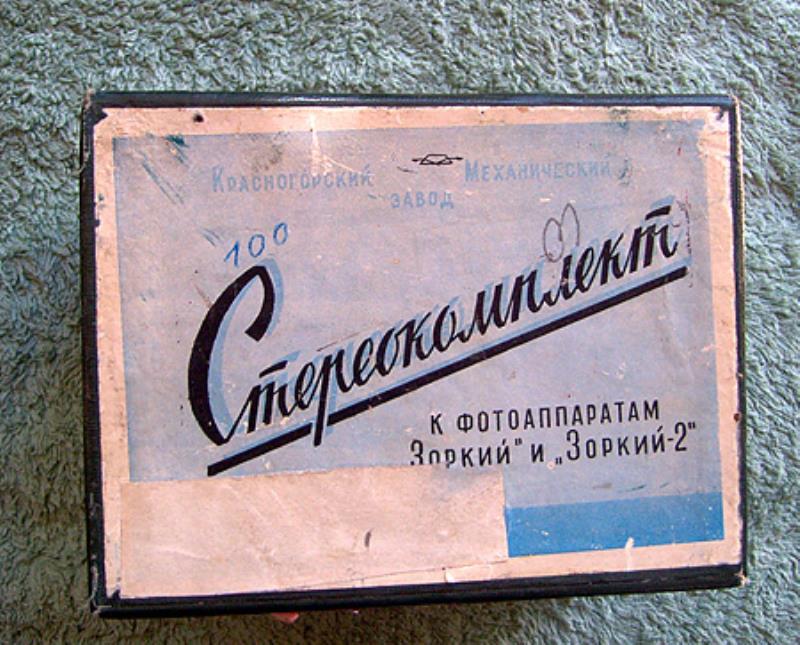 Красногорский Механический
завод
100
Стереокомплект
к фотоаппаратам
Зоркий" и „Зоркий-2"